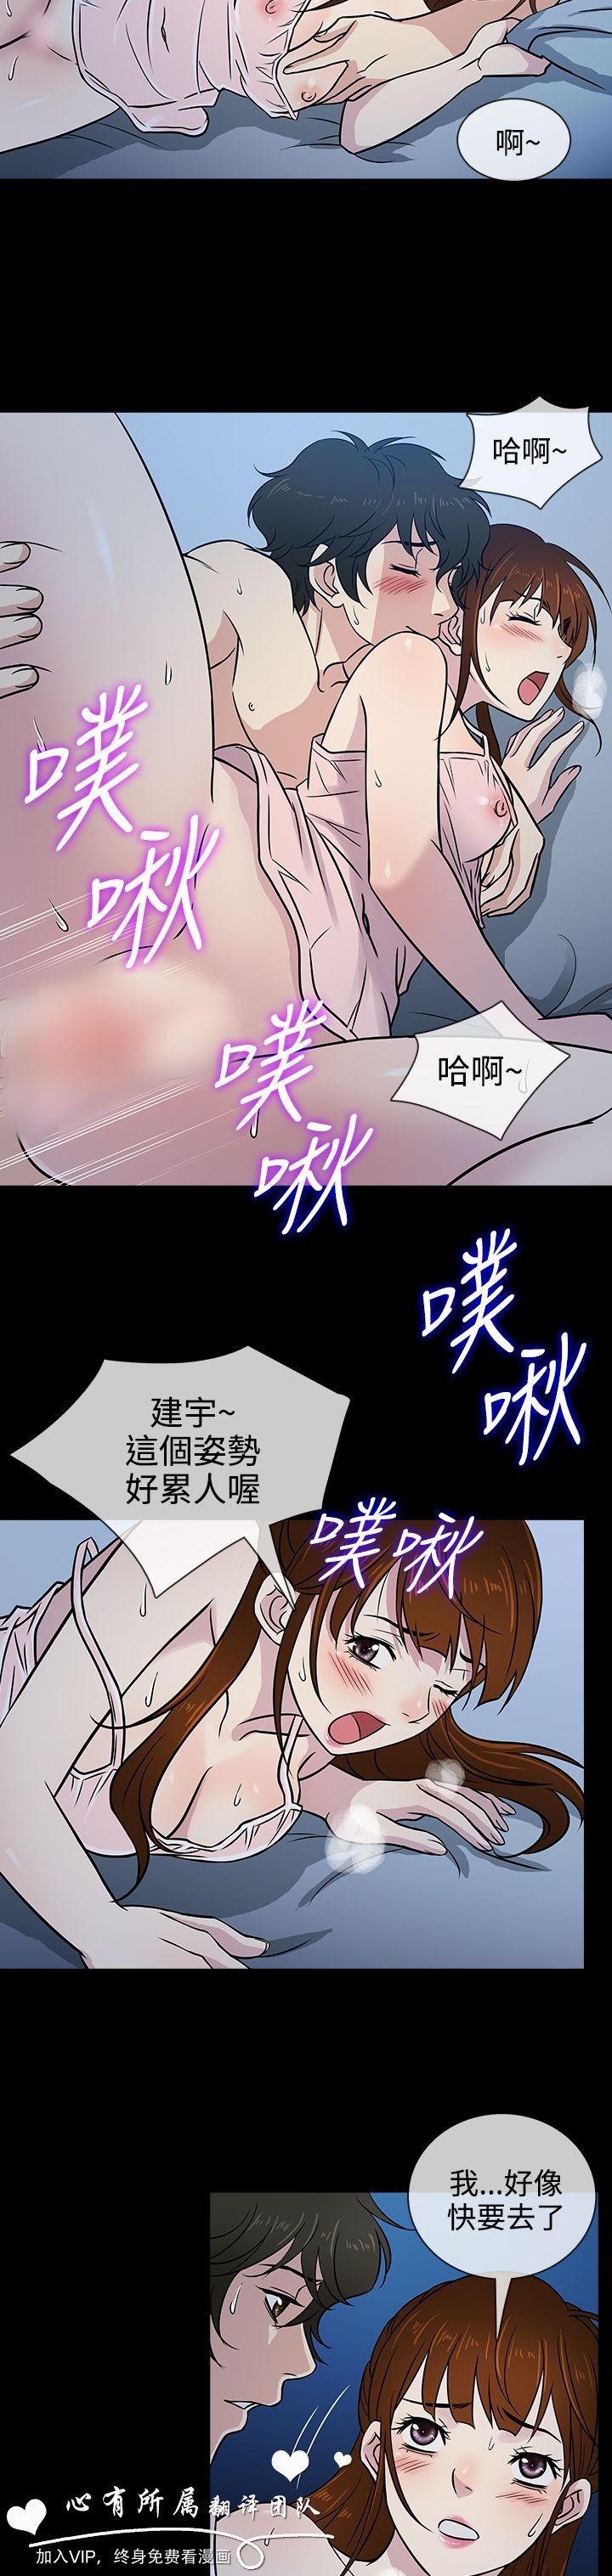 啊~
哈啊~
噗
啾
哈啊~
噗
啾
噗
啾
建宇~
這個姿勢
好累人喔
噗啾
我...好像
快要去了
心有所属翻译团队
加入VIP，终身免费看漫画